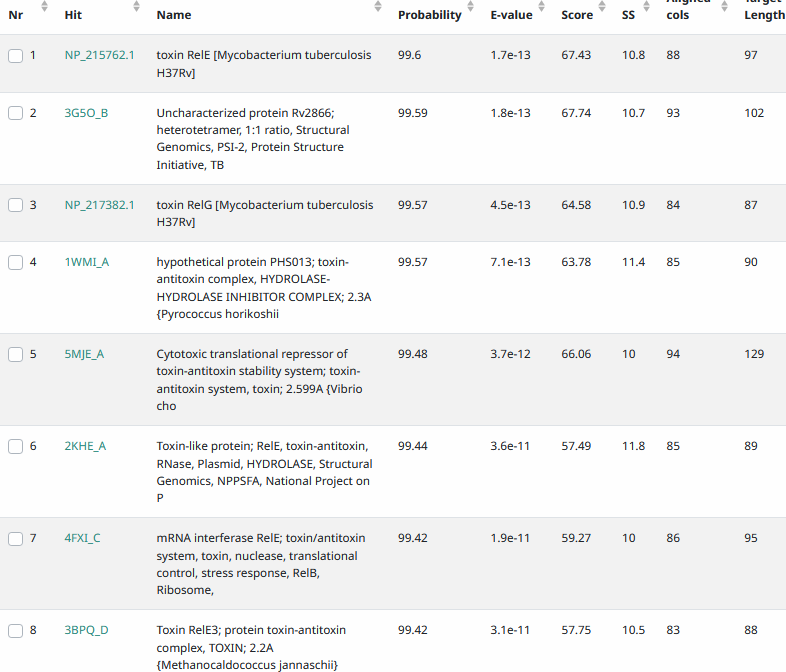 Aligned Target
Nr Hit Name Probability E-value Score SS cols Length
1 NP_215762.1 toxin RelE [Mycobacterium tuberculosis 99.6 1.7e-13 67.43 10.8 88 97
H37Rv]
2 3G5O_B Uncharacterized protein Rv2866; 99.59 1.8e-13 67.74 10.7 93 102
heterotetramer, 1:1 ratio, Structural
Genomics, PSI-2, Protein Structure
Initiative, TB
3 NP_217382.1 toxin RelG [Mycobacterium tuberculosis 99.57 4.5e-13 64.58 10.9 84 87
H37Rv]
4 1WMI_A hypothetical protein PHS013; toxin- 99.57 7.1e-13 63.78 11.4 85 90
antitoxin complex, HYDROLASE-
HYDROLASE INHIBITOR COMPLEX; 2.3A
{Pyrococcus horikoshii
5 5MJE_A Cytotoxic translational repressor of 99.48 3.7e-12 66.06 10 94 129
toxin-antitoxin stability system; toxin-
antitoxin system, toxin; 2.599A {Vibrio
cho
6 2KHE_A Toxin-like protein; RelE, toxin-antitoxin, 99.44 3.6e-11 57.49 11.8 85 89
RNase, Plasmid, HYDROLASE, Structural
Genomics, NPPSFA, National Project on
P
7 4FXI_C mRNA interferase RelE; toxin/antitoxin 99.42 1.9e-11 59.27 10 86 95
system, toxin, nuclease, translational
control, stress response, RelB,
Ribosome,
8 3BPQ_D Toxin RelE3; protein toxin-antitoxin 99.42 3.1e-11 57.75 10.5 83 88
complex, TOXIN; 2.2A
{Methanocaldococcus jannaschii}